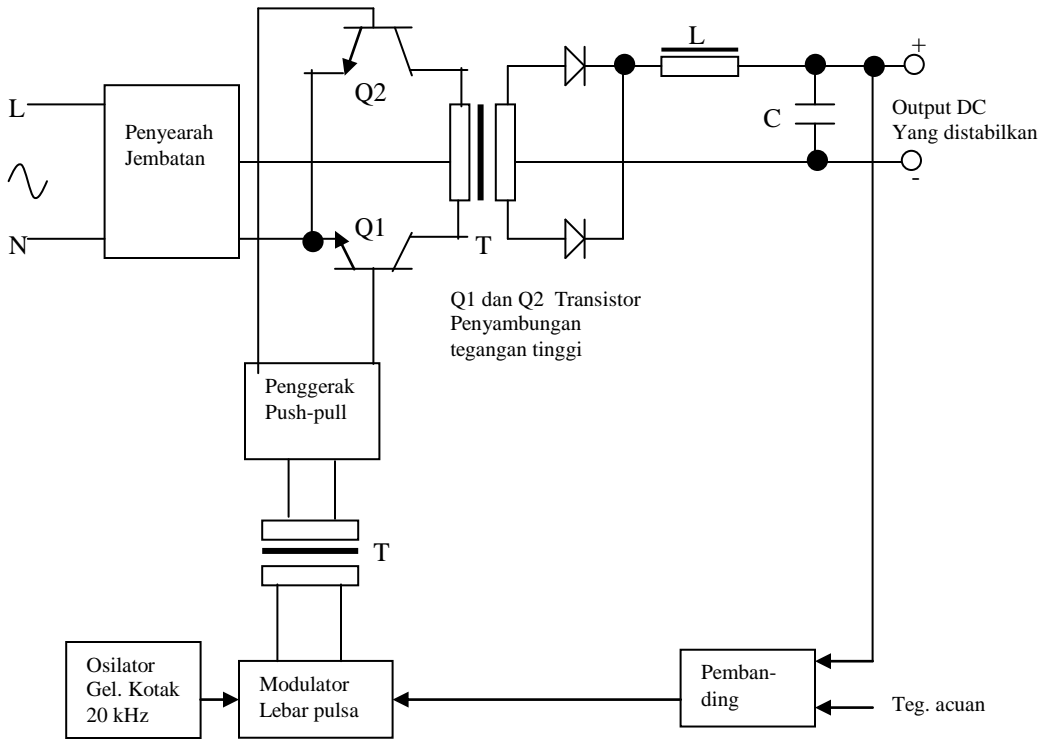 L
Q2
+
L
Penyearah
Jembatan
C
Output DC
Yang distabilkan
-
N
Q1
T
Q1 dan Q2 Transistor
Penyambungan
tegangan tinggi
Penggerak
Push-pull
T
Osilator
Gel. Kotak
20 kHz
Modulator
Lebar pulsa
Pemban-
ding
Teg. acuan